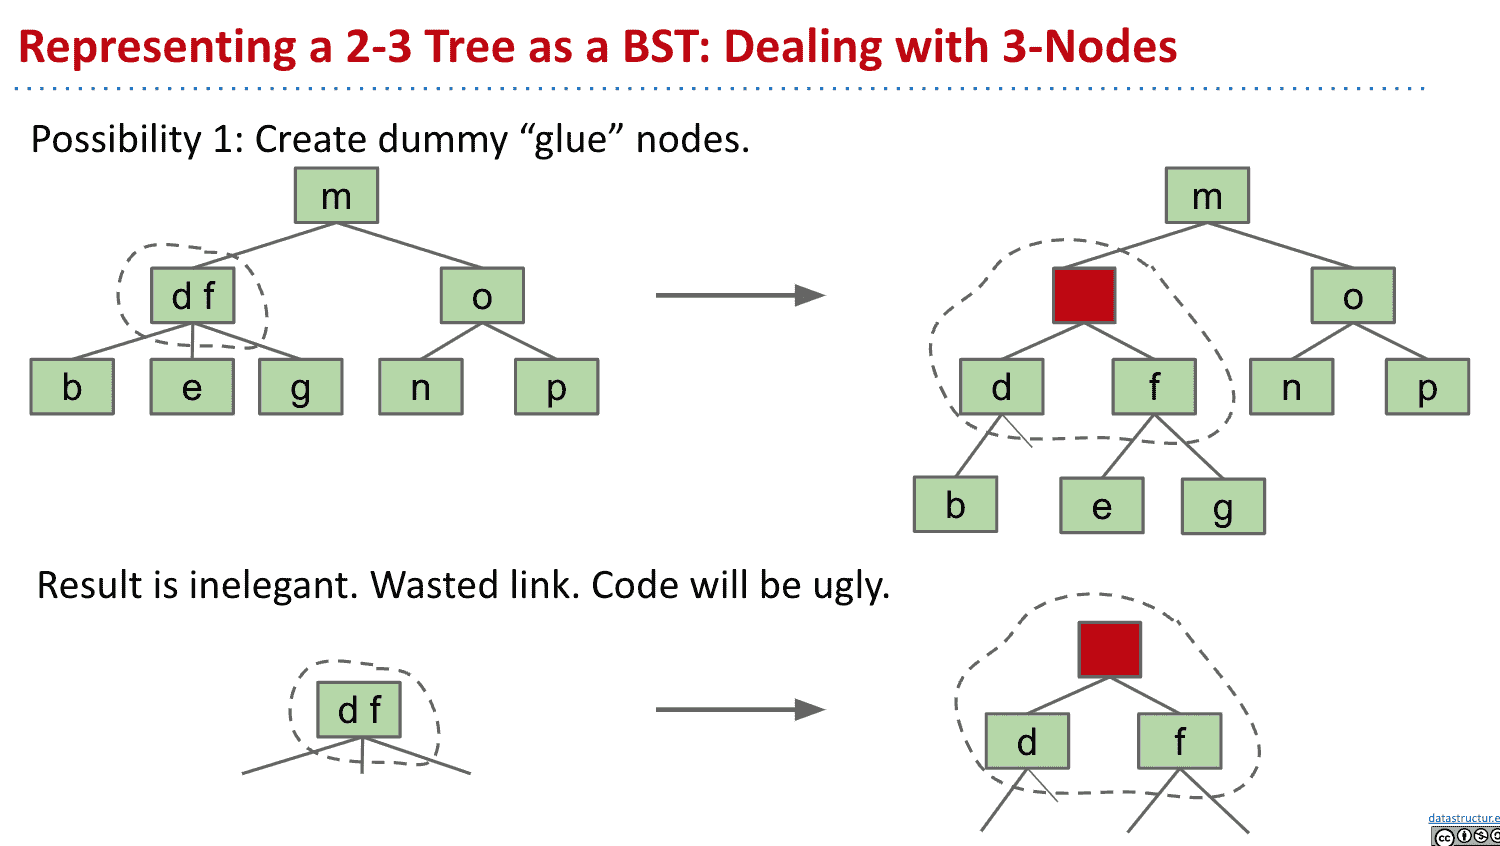 Representing a 2-3 Tree as a BST: Dealing with 3-Nodes
Possibility 1: Create dummy “glue” nodes.
m
d f
o
b
e
g
n
p
m
o
d
f
n
p
b
e
g
Result is inelegant. Wasted link. Code will be ugly.
d f
d
f
datastructur.e
cc